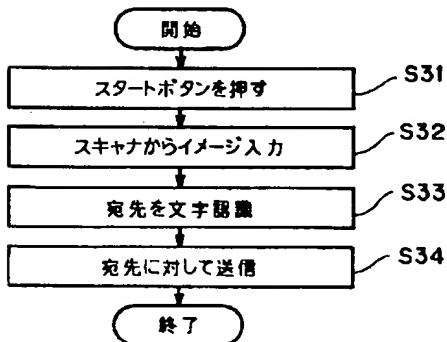 開始
スタートボタンを押す S31
スキャナからイメージ入力 S32
宛先を文字認識 S33
宛先に対して送信 S34
終了